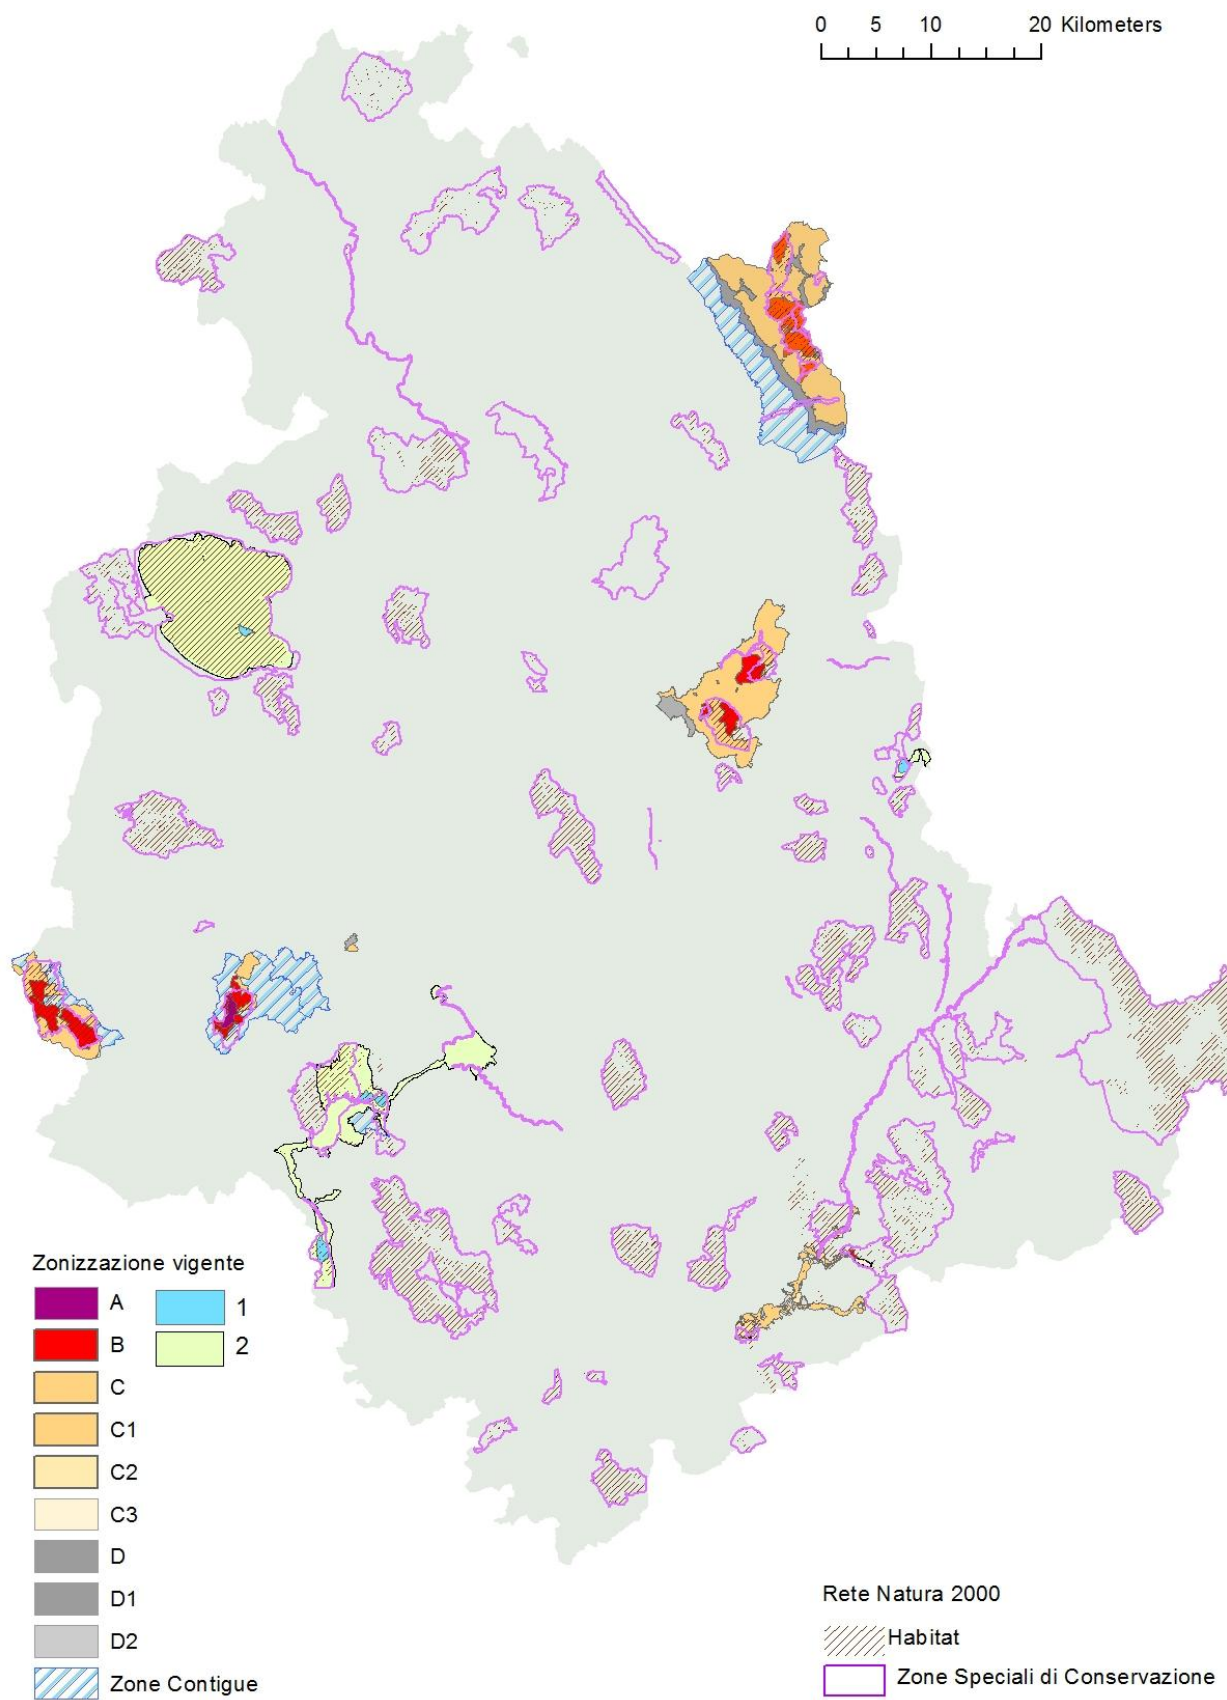 0 5 10 20 Kilometers
Zonizzazione vigente
A 1
B 2
C
C1
C2
C3
D
D1
D2
Zone Contigue
Rete Natura 2000
Habitat
Zone Speciali di Conservazione